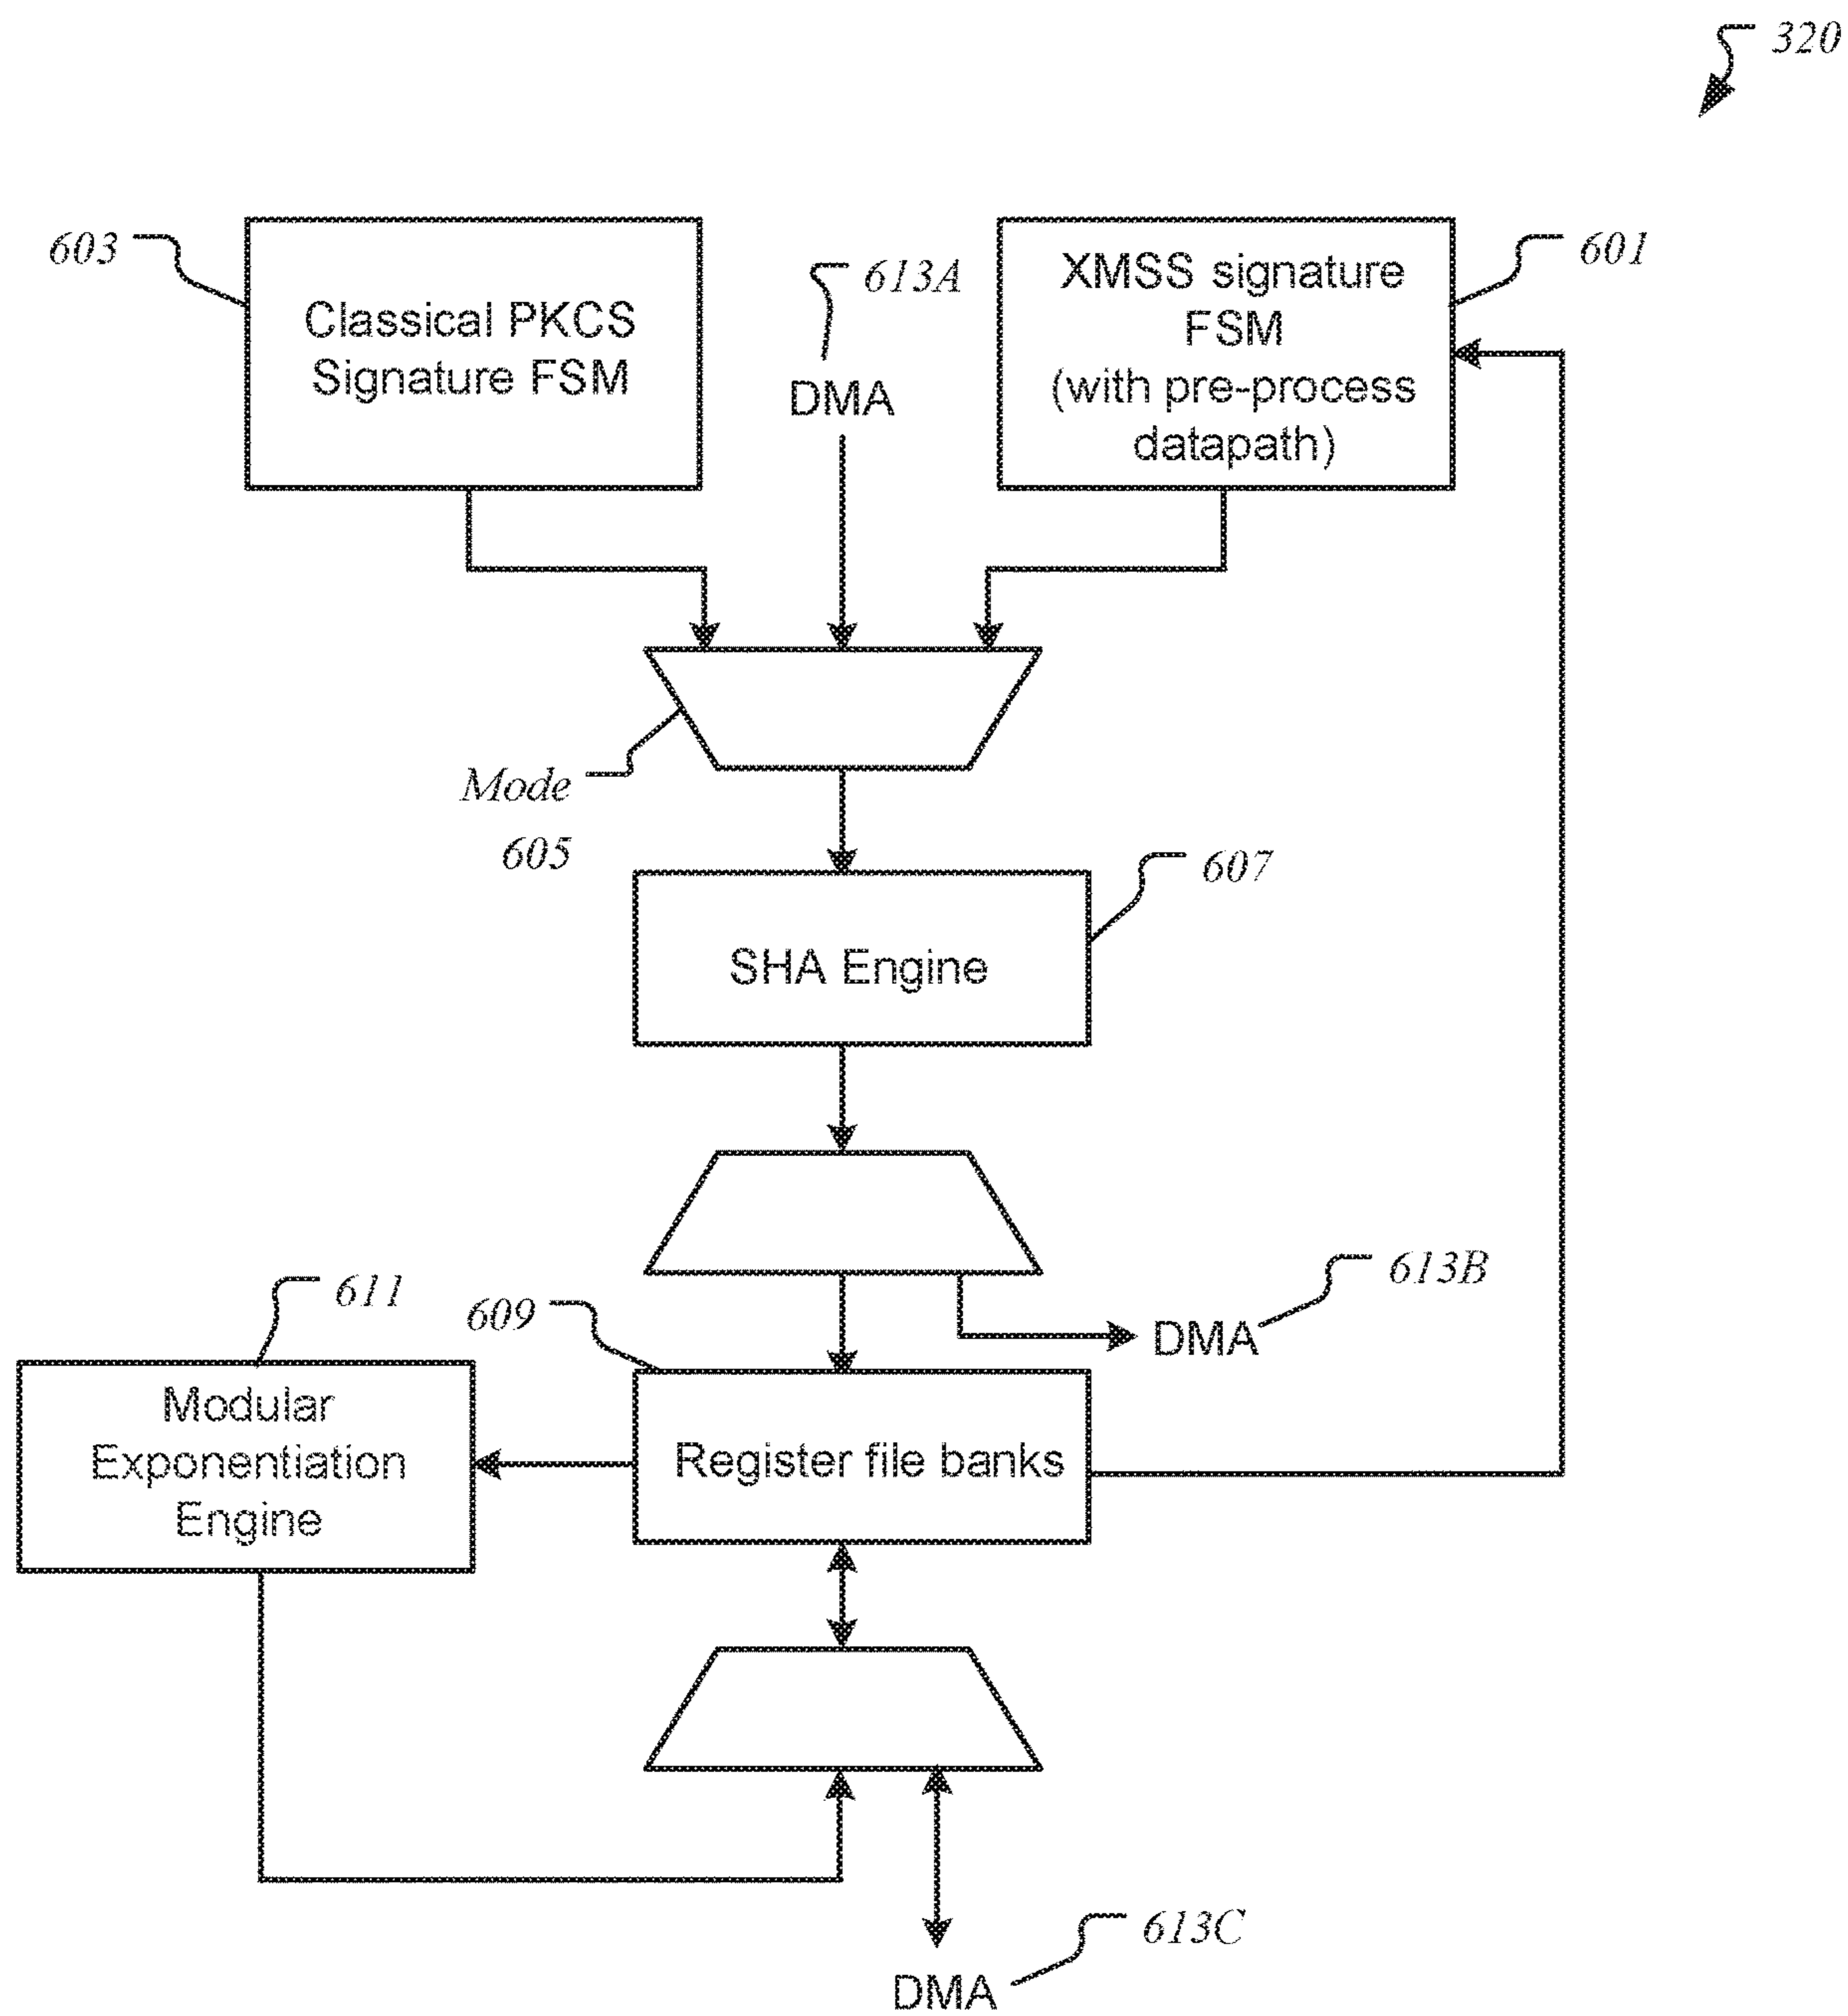 320
603
Classical PKCS
Signature FSM
613A
DMA
XMSS signature
FSM
(with pre-process
datapath)
601
Mode
605
607
SHA Engine
613B
DMA
611
609
Modular
Exponentiation
Engine
Register file banks
613C
DMA